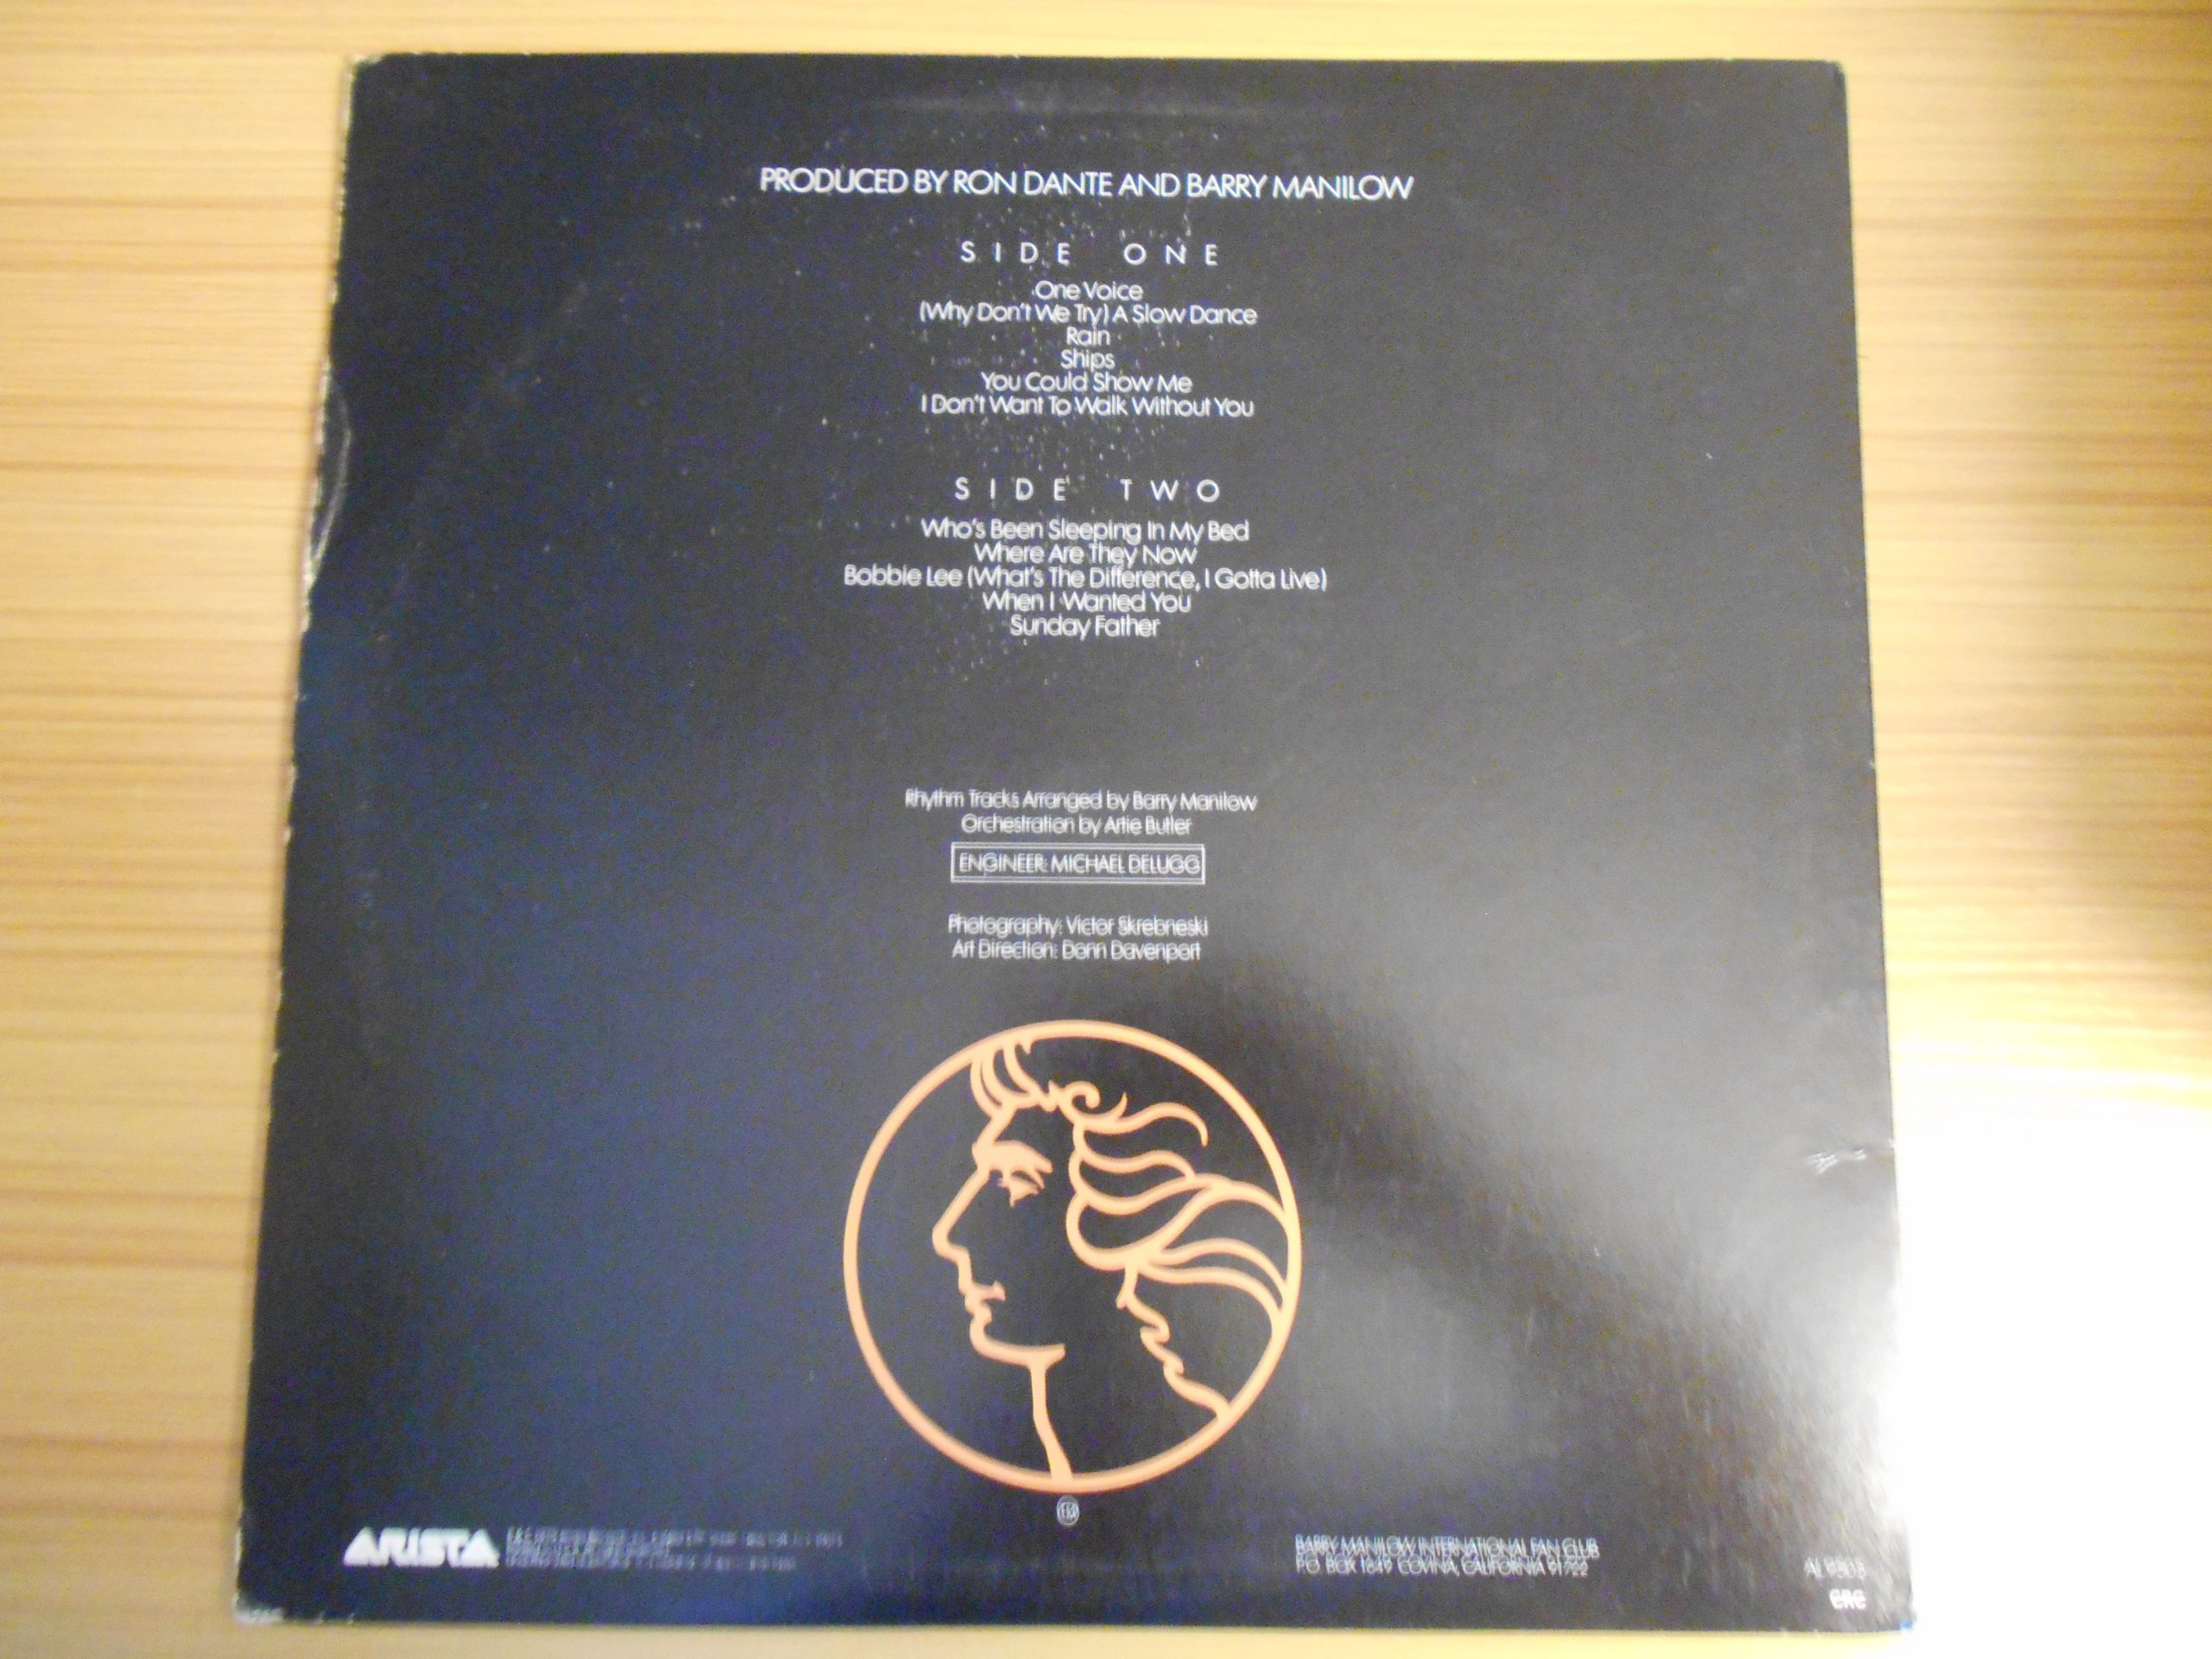 PRODUCED BY RON DANTE AND BARRY MANILOW
SIDE ONE
One Voice
(Why Don't We Try) A Slow Dance
Rain
Ships
You Could Show Me
I Don't Want To Walk Without You
SIDE TWO
Who's Been Sleeping In My Bed
Where Are They Now
Bobbie Lee (What's The Difference, I Gotta Live)
When I Wanted You
Sunday Father
Rhythm Tracks Arranged by Barry Manilow
Orchestration by Artie Butler
ENGINEER: MICHAEL DELUGG
Photography: Victor Skrebneski
Art Direction: Donn Davenport
ARISTA
BARRY MANILOW INTERNATIONAL FAN CLUB
P.O. BOX 1649 COVINA, CALIFORNIA 91722
CRC